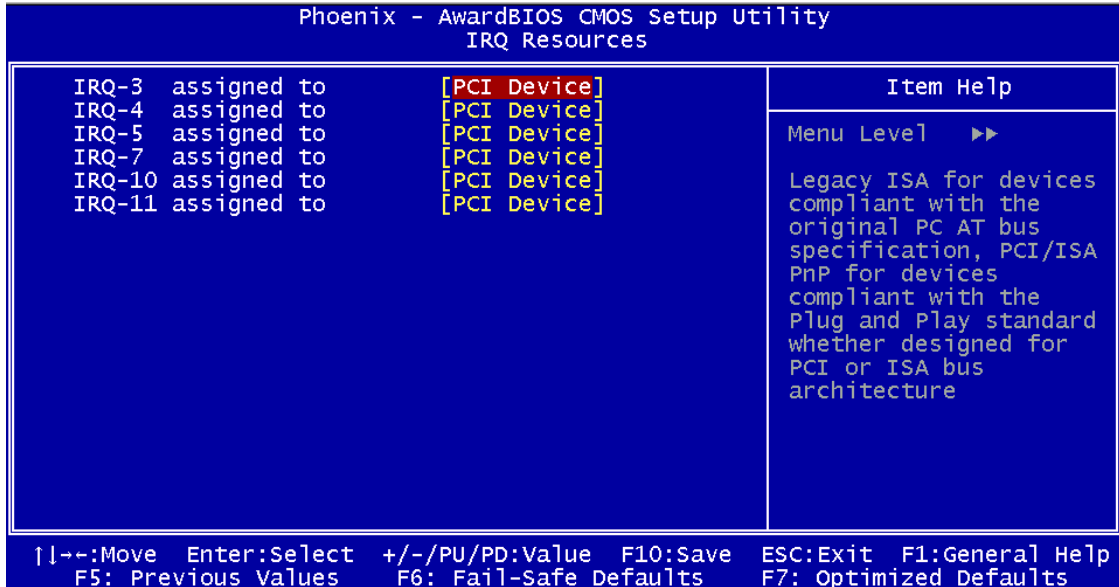 Phoenix - AwardBIOS CMOS Setup Utility
IRQ Resources
IRQ-3 assigned to [PCI Device]
IRQ-4 assigned to [PCI Device]
IRQ-5 assigned to [PCI Device]
IRQ-7 assigned to [PCI Device]
IRQ-10 assigned to [PCI Device]
IRQ-11 assigned to [PCI Device]
Item Help
Menu Level ▶▶
Legacy ISA for devices
compliant with the
original PC AT bus
specification, PCI/ISA
PnP for devices
compliant with the
Plug and Play standard
whether designed for
PCI or ISA bus
architecture
↑↓→←:Move Enter:Select +/-/PU/PD:Value F10:Save ESC:Exit F1:General Help
F5: Previous Values F6: Fail-Safe Defaults F7: Optimized Defaults